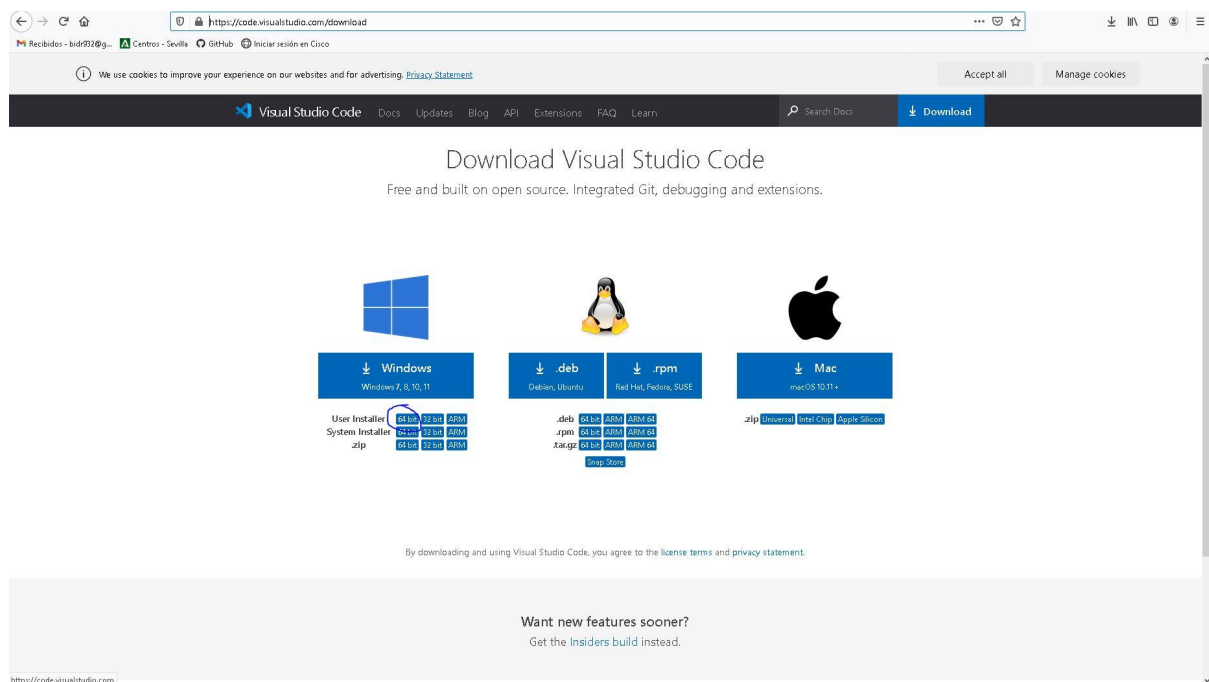 https://code.visualstudio.com/download
Recibidos - bidr932@g... Centros - Sevilla GitHub Iniciar sesión en Cisco
We use cookies to improve your experience on our websites and for advertising. Privacy Statement Accept all Manage cookies
Visual Studio Code Docs Updates Blog API Extensions FAQ Learn Search Docs Download
Download Visual Studio Code
Free and built on open source. Integrated Git, debugging and extensions.
Windows
Windows 7, 8, 10, 11
User Installer 64 bit 32 bit ARM
System Installer 64 bit 32 bit ARM
.zip 64 bit 32 bit ARM
.deb
Debian, Ubuntu
.rpm
Red Hat, Fedora, SUSE
.deb 64 bit ARM ARM 64
.rpm 64 bit ARM ARM 64
.tar.gz 64 bit ARM ARM 64
Snap Store
Mac
macOS 10.11+
.zip Universal Intel Chip Apple Silicon
By downloading and using Visual Studio Code, you agree to the license terms and privacy statement.
Want new features sooner?
Get the Insiders build instead.
https://code.visualstudio.com